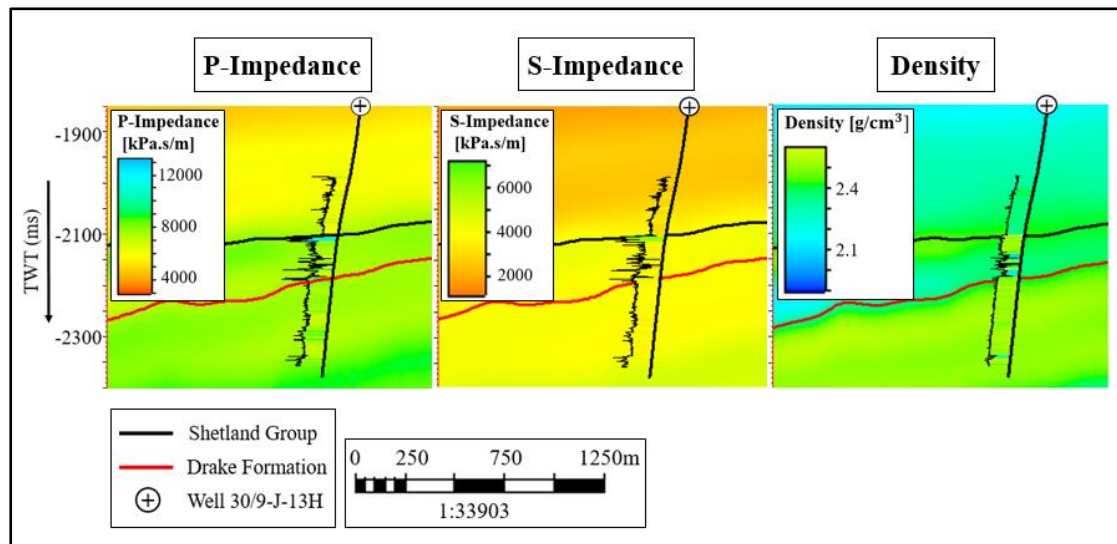 P-Impedance
S-Impedance
Density
P-Impedance
[kPa.s/m]
12000
8000
4000
S-Impedance
[kPa.s/m]
6000
4000
2000
Density [g/cm³]
2.4
2.1
TWT (ms)
-1900
-2100
-2300
Shetland Group
Drake Formation
Well 30/9-J-13H
0 250 750 1250m
1:33903